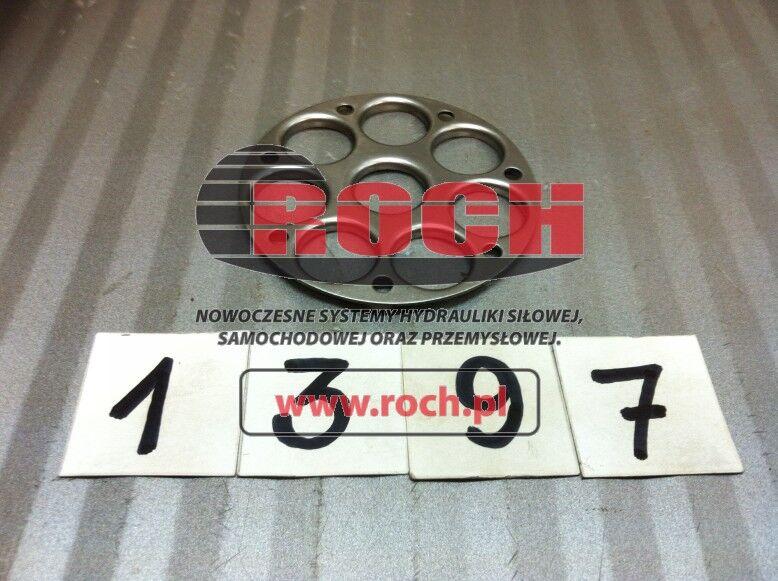 ROCH
NOWOCZESNE SYSTEMY HYDRAULIKI SIŁOWEJ,
SAMOCHODOWEJ ORAZ PRZEMYSŁOWEJ.
1 3 9 7
www.roch.pl